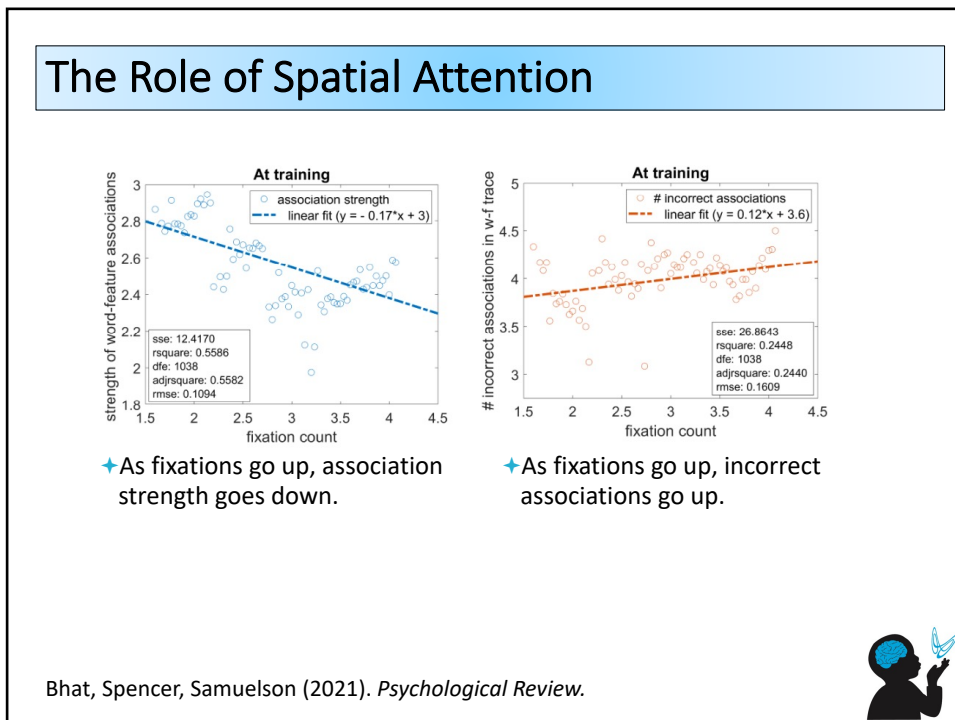 The Role of Spatial Attention
At training
strength of word-feature associations
3
2.8
2.6
2.4
2.2
2
1.8
association strength
linear fit (y = - 0.17*x + 3)
sse: 12.4170
rsquare: 0.5586
dfe: 1038
adjrsquare: 0.5582
rmse: 0.1094
1.5 2 2.5 3 3.5 4 4.5
fixation count
As fixations go up, association
strength goes down.
At training
# incorrect associations in w-f trace
5
4.5
4
3.5
3
# incorrect associations
linear fit (y = 0.12*x + 3.6)
sse: 26.8643
rsquare: 0.2448
dfe: 1038
adjrsquare: 0.2440
rmse: 0.1609
1.5 2 2.5 3 3.5 4 4.5
fixation count
As fixations go up, incorrect
associations go up.
Bhat, Spencer, Samuelson (2021). Psychological Review.